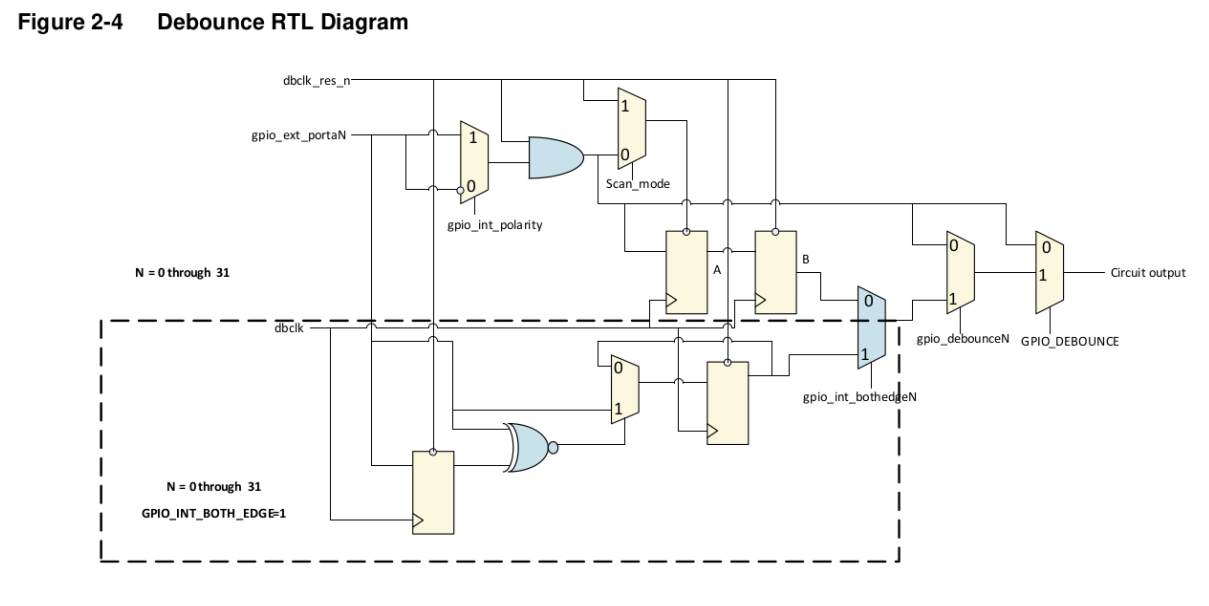 Figure 2-4 Debounce RTL Diagram
dbclk_res_n
gpio_ext_portaN
1
0
gpio_int_polarity
1
0
Scan_mode
N = 0 through 31
A
B
0
1
gpio_debounceN
0
1
GPIO_DEBOUNCE
Circuit output
dbclk
0
1
gpio_int_bothedgeN
0
1
N = 0 through 31
GPIO_INT_BOTH_EDGE=1